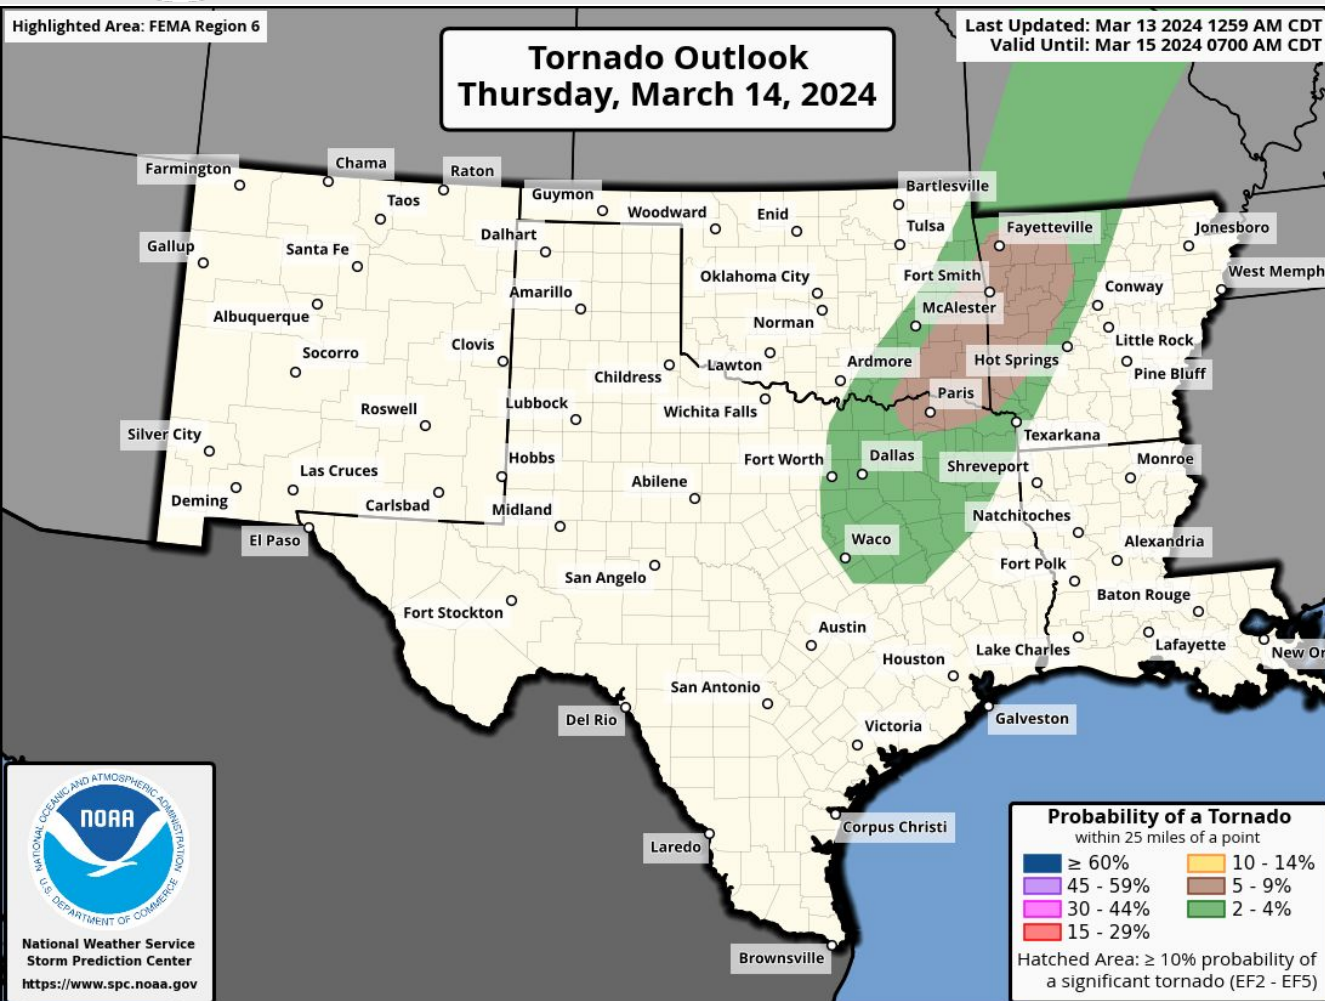 Highlighted Area: FEMA Region 6
Last Updated: Mar 13 2024 1259 AM CDT
Valid Until: Mar 15 2024 0700 AM CDT
Tornado Outlook
Thursday, March 14, 2024
Farmington
Chama
Raton
Taos
Guymon
Woodward
Enid
Bartlesville
Tulsa
Fayetteville
Jonesboro
Gallup
Santa Fe
Dalhart
Oklahoma City
Fort Smith
West Memph
Conway
Albuquerque
Amarillo
Norman
McAlester
Little Rock
Socorro
Clovis
Childress
Lawton
Ardmore
Hot Springs
Pine Bluff
Roswell
Lubbock
Wichita Falls
Paris
Texarkana
Silver City
Las Cruces
Hobbs
Fort Worth
Dallas
Shreveport
Monroe
Deming
Carlsbad
Midland
Abilene
Natchitoches
El Paso
Waco
Alexandria
San Angelo
Fort Polk
Fort Stockton
Baton Rouge
Austin
Houston
Lake Charles
Lafayette
New Or
San Antonio
Del Rio
Victoria
Galveston
Laredo
Corpus Christi
Brownsville
NATIONAL OCEANIC AND ATMOSPHERIC ADMINISTRATION
NOAA
U.S. DEPARTMENT OF COMMERCE
National Weather Service
Storm Prediction Center
https://www.spc.noaa.gov
Probability of a Tornado
within 25 miles of a point
≥ 60%
10 - 14%
45 - 59%
5 - 9%
30 - 44%
2 - 4%
15 - 29%
Hatched Area: ≥ 10% probability of
a significant tornado (EF2 - EF5)